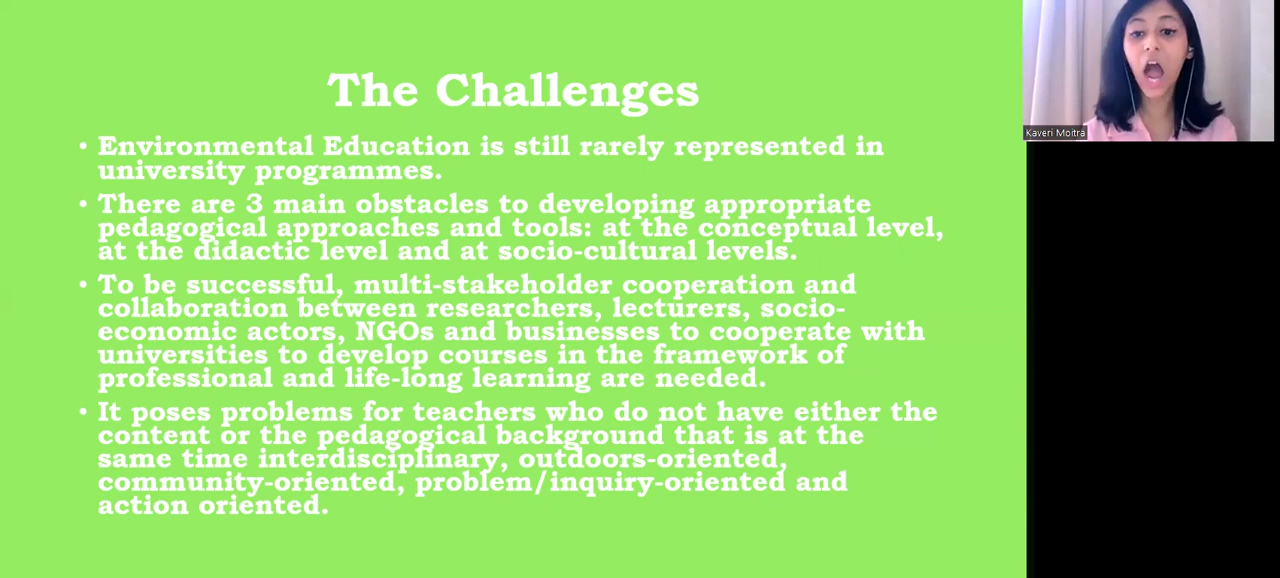 The Challenges
• Environmental Education is still rarely represented in
university programmes.
• There are 3 main obstacles to developing appropriate
pedagogical approaches and tools: at the conceptual level,
at the didactic level and at socio-cultural levels.
• To be successful, multi-stakeholder cooperation and
collaboration between researchers, lecturers, socio-
economic actors, NGOs and businesses to cooperate with
universities to develop courses in the framework of
professional and life-long learning are needed.
• It poses problems for teachers who do not have either the
content or the pedagogical background that is at the
same time interdisciplinary, outdoors-oriented,
community-oriented, problem/inquiry-oriented and
action oriented.
Kaveri Moitra